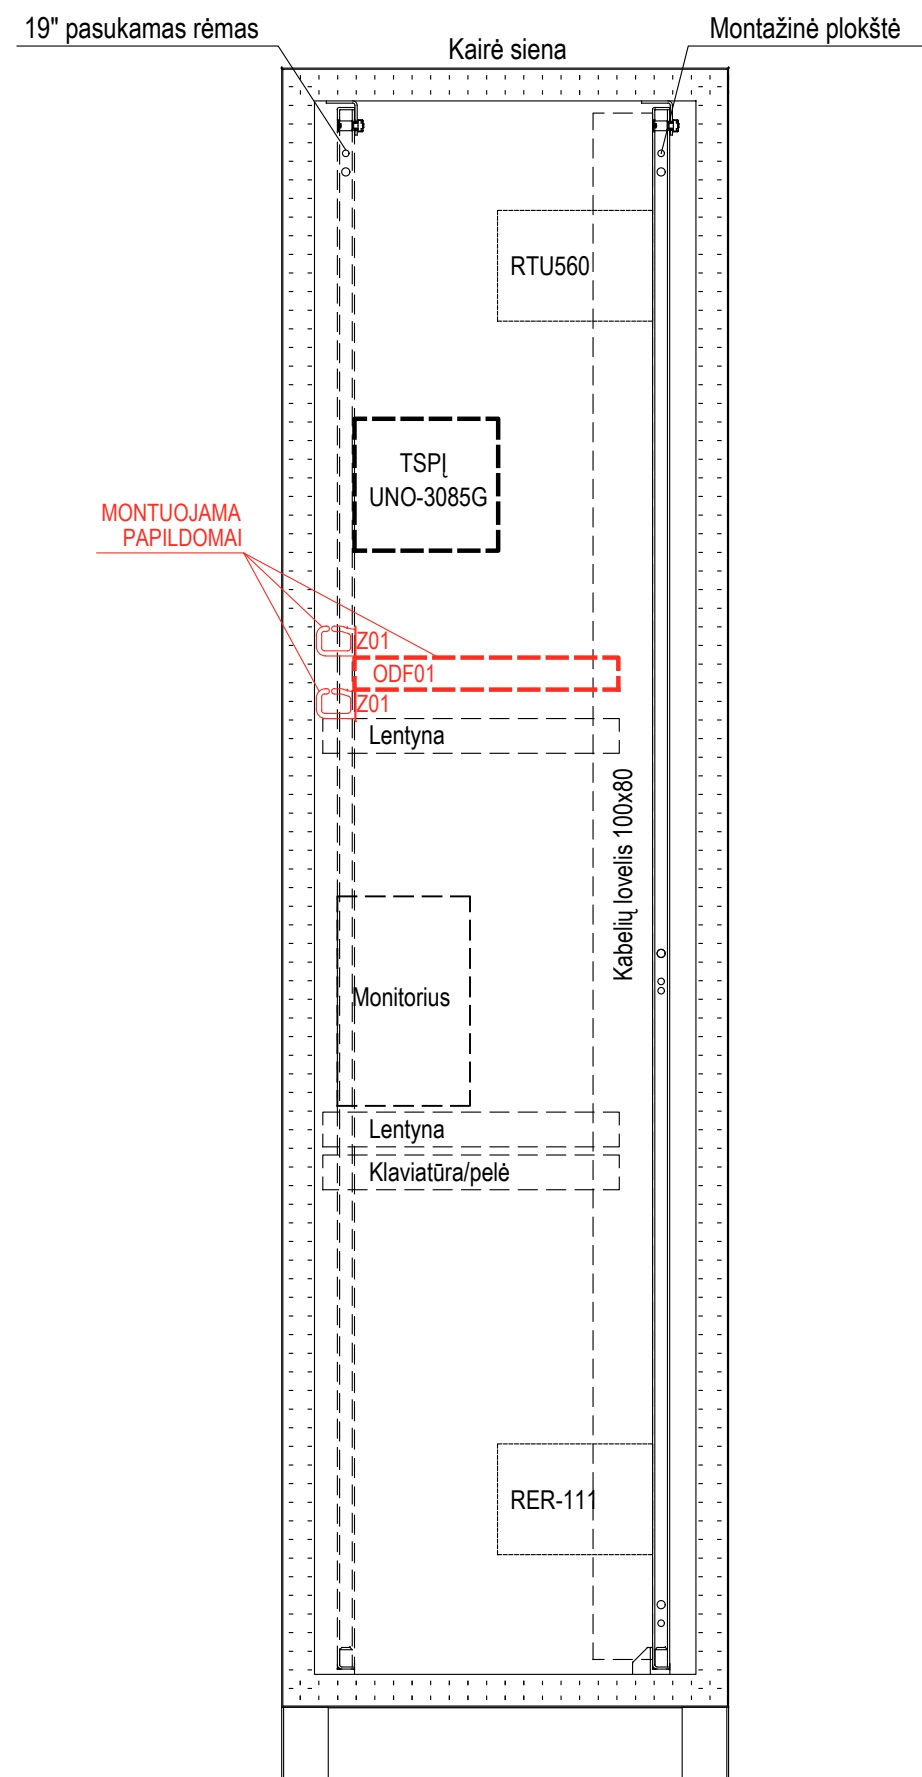 19" pasukamas rėmas
Kairė siena
Montažinė plokštė
RTU560
TSPĮ
UNO-3085G
MONTUOJAMA
PAPILDOMAI
Z01
ODF01
Z01
Lentyna
Kabelių lovelis 100x80
Monitorius
Lentyna
Klaviatūra/pelė
RER-111